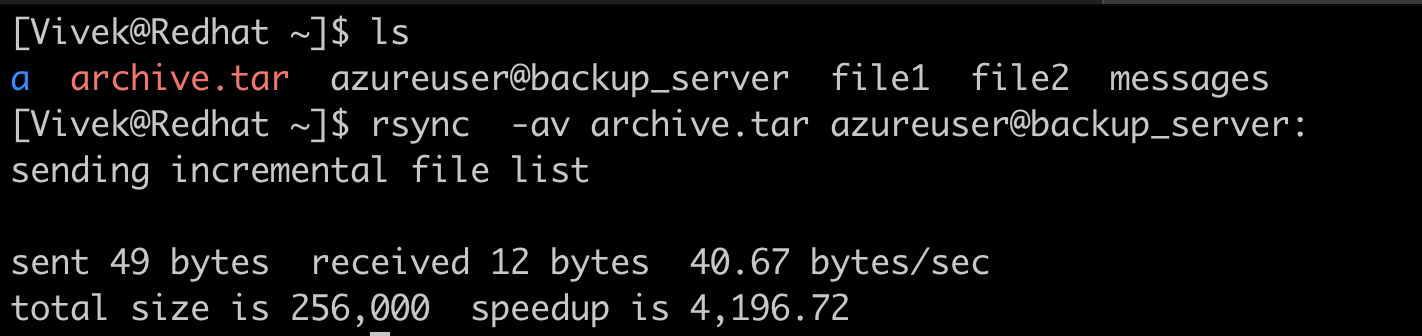 [Vivek@Redhat ~]$ ls
a  archive.tar  azureuser@backup_server  file1  file2  messages
[Vivek@Redhat ~]$ rsync  -av archive.tar azureuser@backup_server:
sending incremental file list

sent 49 bytes  received 12 bytes  40.67 bytes/sec
total size is 256,000  speedup is 4,196.72